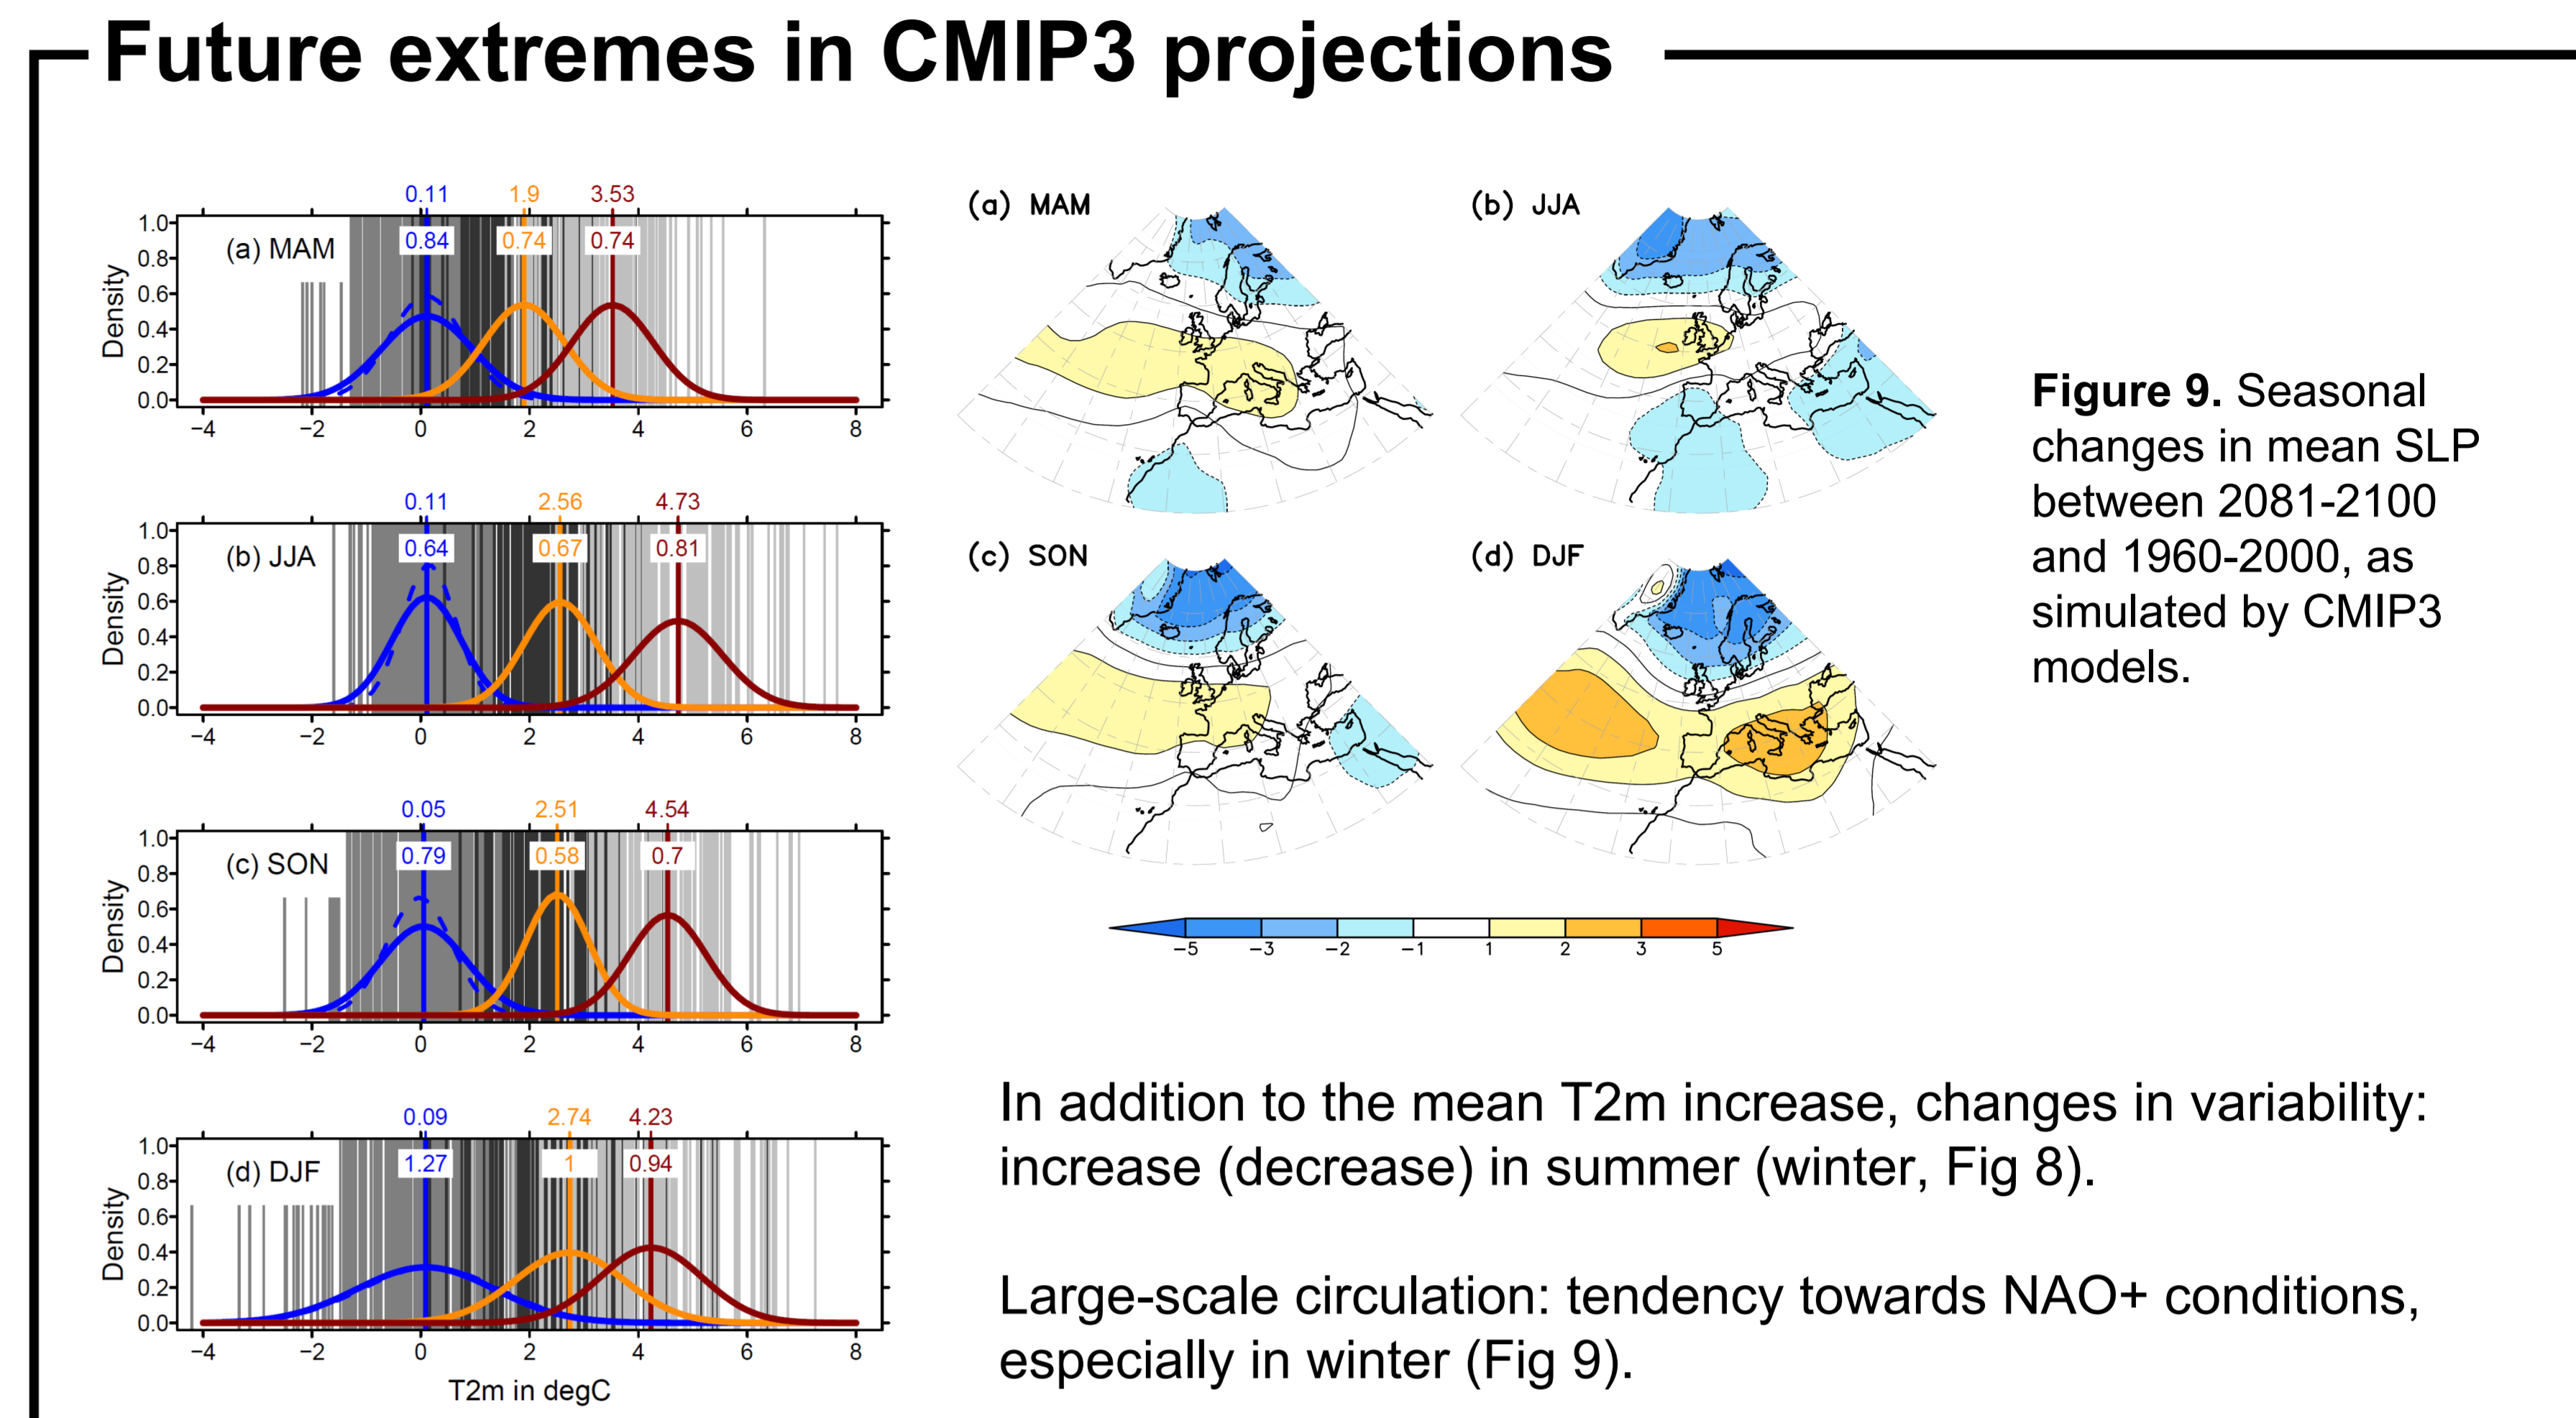 Future extremes in CMIP3 projections
0.11 1.9 3.53
(a) MAM
0.84 0.74 0.74
Density
1.0
0.8
0.6
0.4
0.2
0.0
−4 −2 0 2 4 6 8
0.11 2.56 4.73
(b) JJA
0.64 0.67 0.81
Density
1.0
0.8
0.6
0.4
0.2
0.0
−4 −2 0 2 4 6 8
0.05 2.51 4.54
(c) SON
0.79 0.58 0.7
Density
1.0
0.8
0.6
0.4
0.2
0.0
−4 −2 0 2 4 6 8
0.09 2.74 4.23
(d) DJF
1.27 1 0.94
Density
1.0
0.8
0.6
0.4
0.2
0.0
−4 −2 0 2 4 6 8
T2m in degC
(a) MAM
(b) JJA
(c) SON
(d) DJF
−5 −3 −2 −1 1 2 3 5
Figure 9. Seasonal
changes in mean SLP
between 2081-2100
and 1960-2000, as
simulated by CMIP3
models.
In addition to the mean T2m increase, changes in variability:
increase (decrease) in summer (winter, Fig 8).
Large-scale circulation: tendency towards NAO+ conditions,
especially in winter (Fig 9).